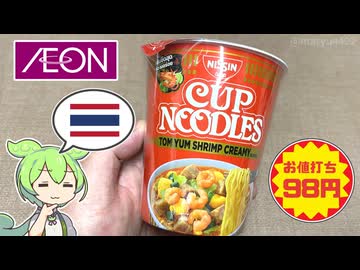 ÆON
NISSIN
CUP
NOODLES
TOM YUM SHRIMP CREAMY
お値打ち
98円